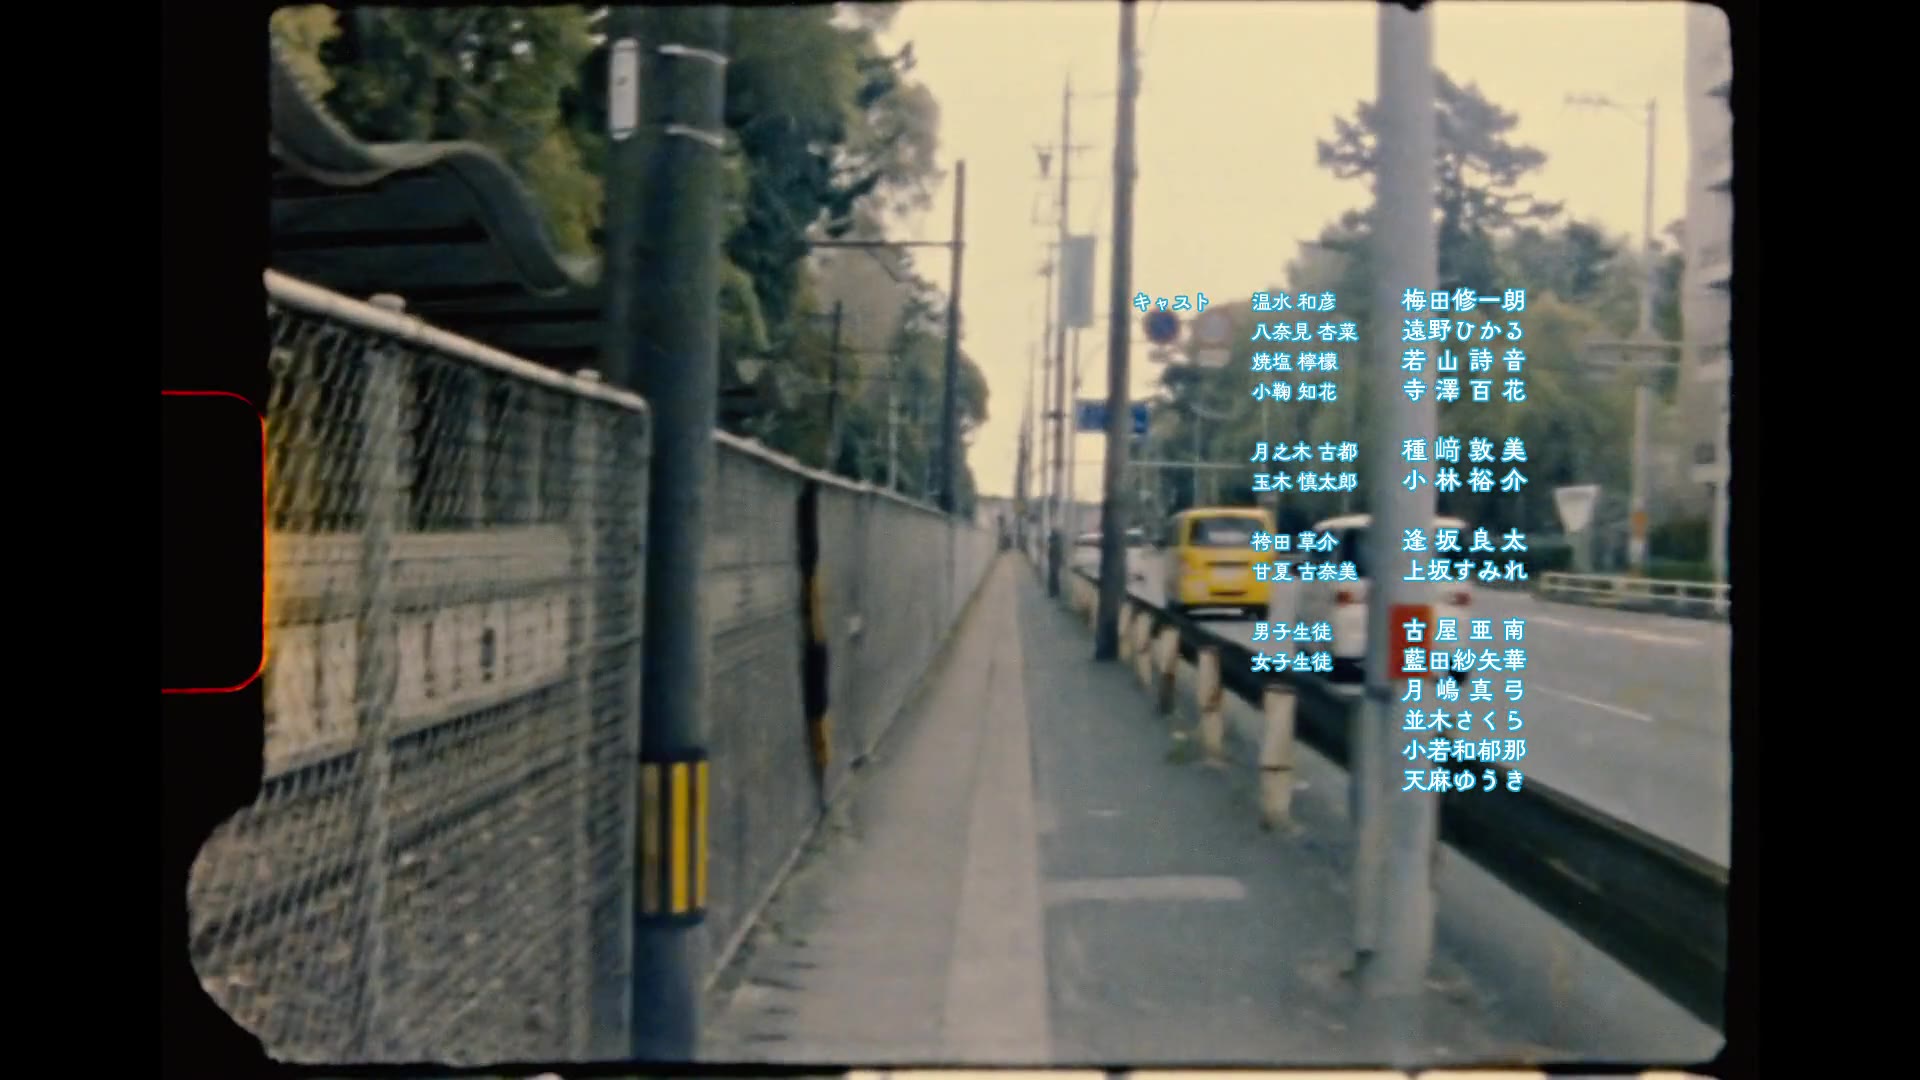 キャスト 温水 和彦 梅田修一朗
八奈見 杏菜 遠野ひかる
焼塩 檸檬 若山詩音
小鞠 知花 寺澤百花
月之木 古都 種﨑敦美
玉木 慎太郎 小林裕介
袴田 草介 逢坂良太
甘夏 古奈美 上坂すみれ
男子生徒 古屋亜南
女子生徒 藍田紗矢華
月嶋真弓
並木さくら
小若和郁那
天麻ゆうき